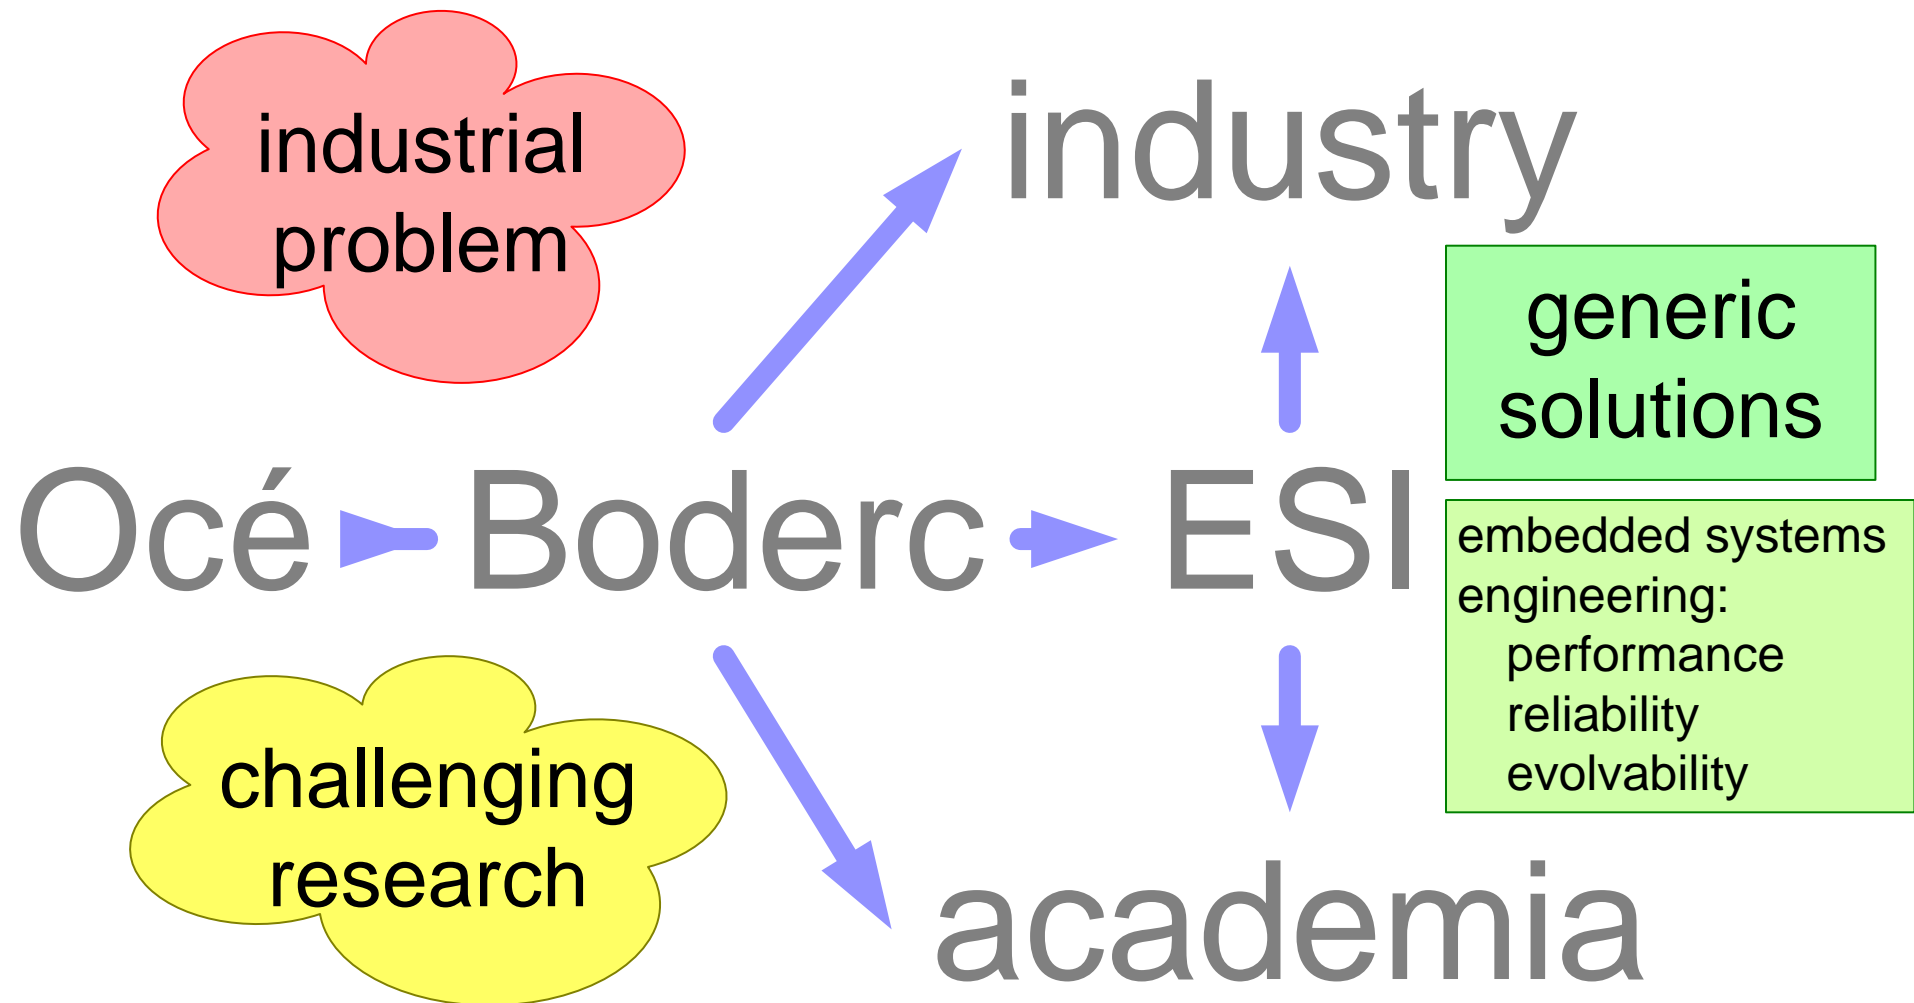 industrial
problem
industry
generic
solutions
Océ
Boderc
ESI
embedded systems
engineering:
performance
reliability
evolvability
challenging
research
academia